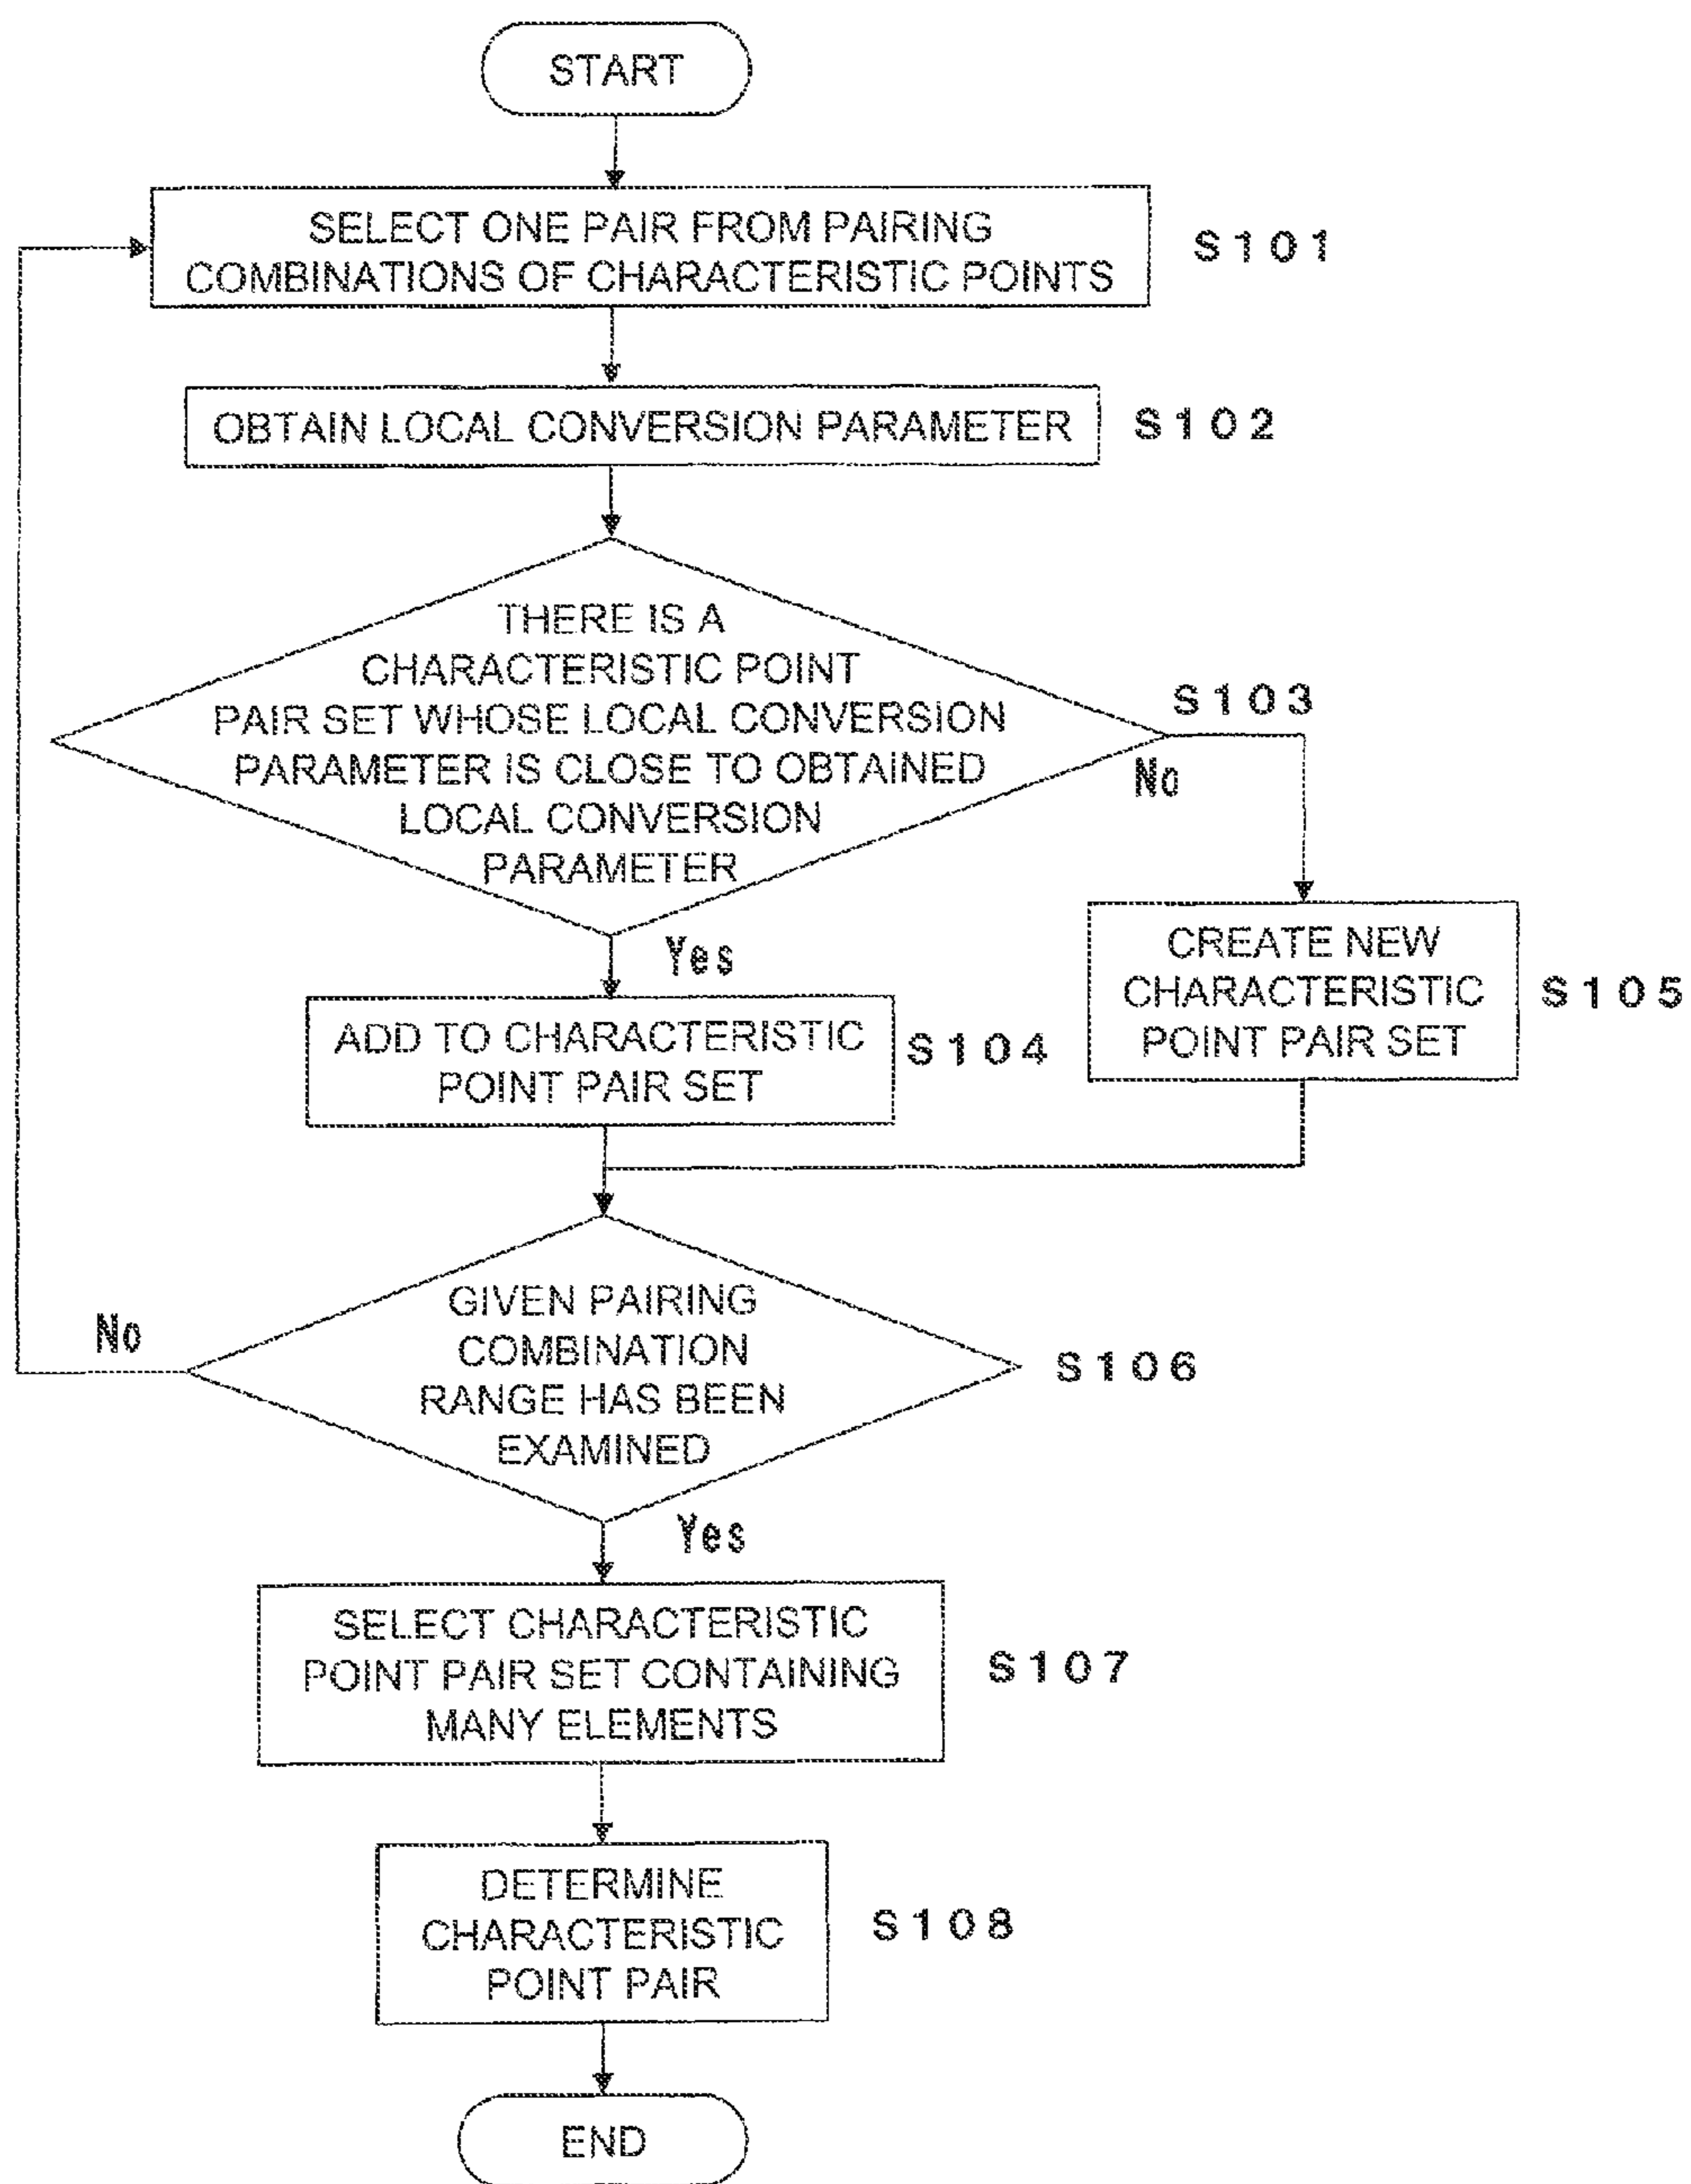 START
SELECT ONE PAIR FROM PAIRING
COMBINATIONS OF CHARACTERISTIC POINTS
S101
OBTAIN LOCAL CONVERSION PARAMETER
S102
THERE IS A
CHARACTERISTIC POINT
PAIR SET WHOSE LOCAL CONVERSION
PARAMETER IS CLOSE TO OBTAINED
LOCAL CONVERSION
PARAMETER
S103
No
Yes
CREATE NEW
CHARACTERISTIC
POINT PAIR SET
S105
ADD TO CHARACTERISTIC
POINT PAIR SET
S104
GIVEN PAIRING
COMBINATION
RANGE HAS BEEN
EXAMINED
No
S106
Yes
SELECT CHARACTERISTIC
POINT PAIR SET CONTAINING
MANY ELEMENTS
S107
DETERMINE
CHARACTERISTIC
POINT PAIR
S108
END